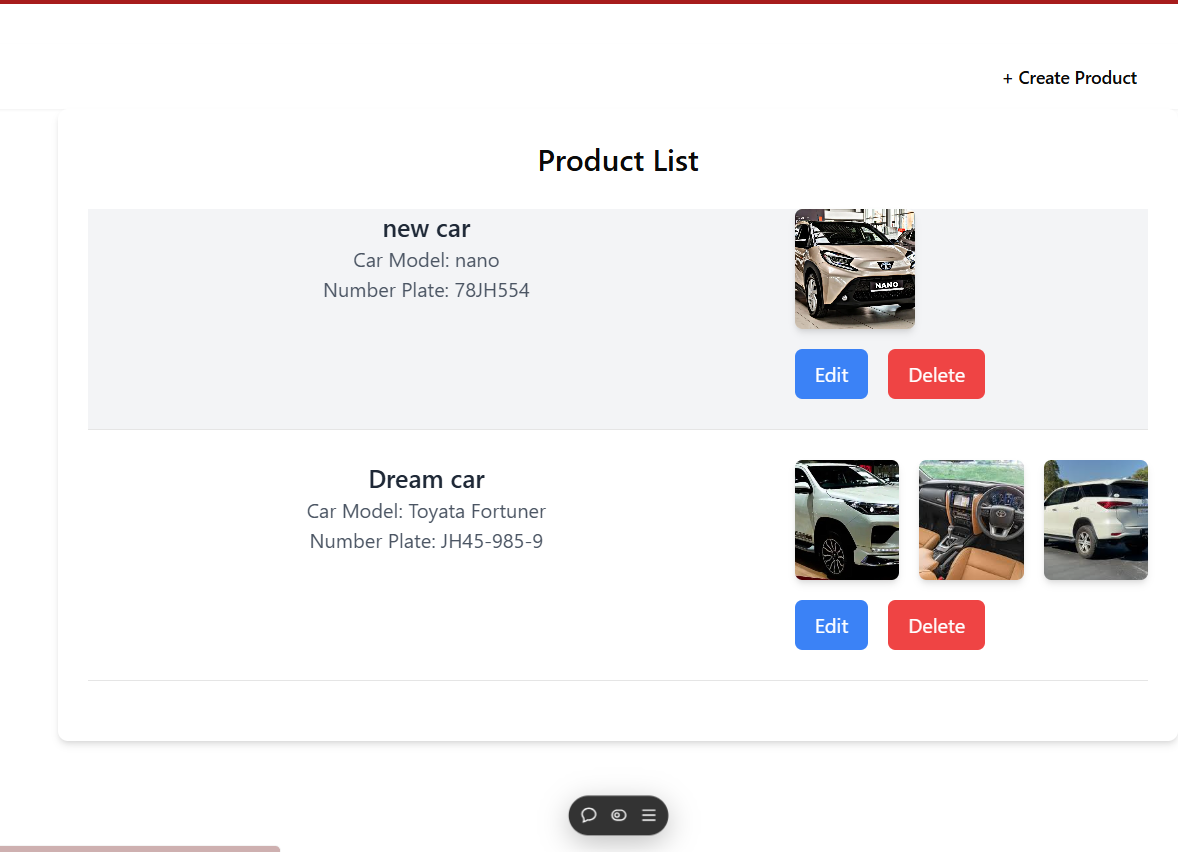 + Create Product
Product List
new car
Car Model: nano
Number Plate: 78JH554
NANO
Edit
Delete
Dream car
Car Model: Toyata Fortuner
Number Plate: JH45-985-9
Edit
Delete